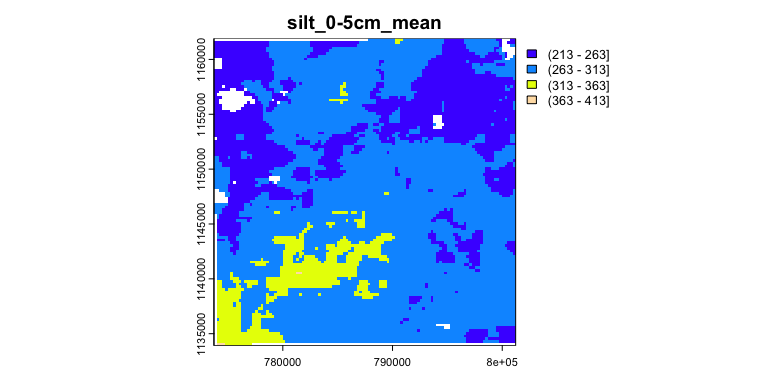 silt_0-5cm_mean
(213 - 263]
(263 - 313]
(313 - 363]
(363 - 413]
1160000
1155000
1150000
1145000
1140000
1135000
780000 790000 8e+05